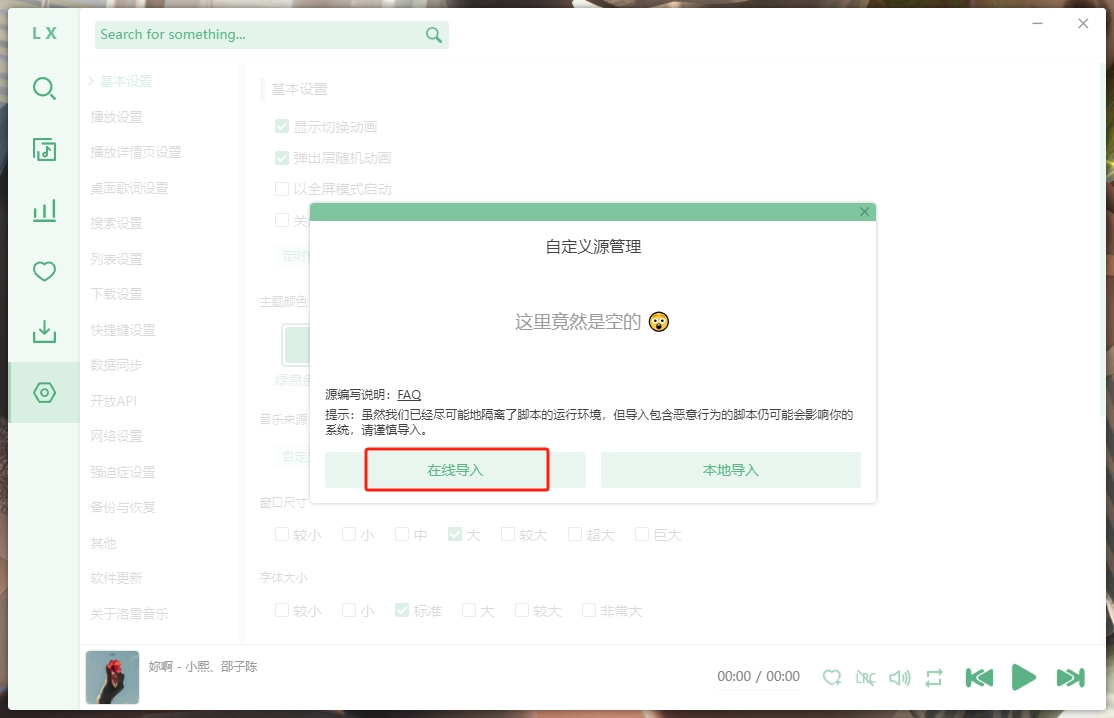 LX
Search for something...
基本设置
播放设置
播放详情页设置
桌面歌词设置
搜索设置
列表设置
下载设置
快捷键设置
数据同步
开放API
网络设置
强迫症设置
备份与恢复
其他
软件更新
关于洛雪音乐
基本设置
显示切换动画
弹出层随机动画
以全屏模式启动
关
定时
主题颜色
绿意
音乐来源
自定
窗口尺寸
较小 小 中 大 较大 超大 巨大
字体大小
较小 小 标准 大 较大 非常大
自定义源管理
这里竟然是空的 😲
源编写说明：FAQ
提示：虽然我们已经尽可能地隔离了脚本的运行环境，但导入包含恶意行为的脚本仍可能会影响你的
系统，请谨慎导入。
在线导入
本地导入
妳啊 - 小熙、邵子陈
00:00 / 00:00
LRC